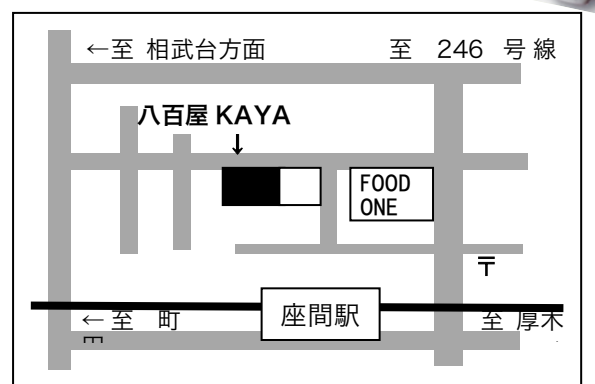 ←至 相武台方面
至 246 号線
八百屋 KAYA
↓
FOOD
ONE
〒
座間駅
←至 町
至 厚木